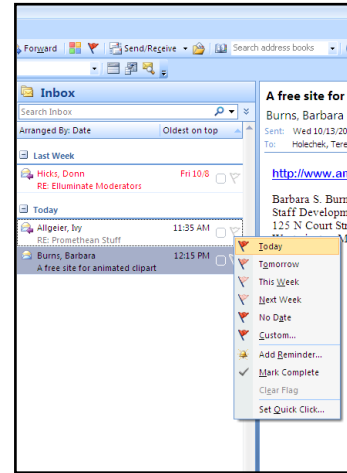 Forward Send/Receive Search address books
Inbox
Search Inbox
Arranged By: Date Oldest on top
Last Week
Hicks, Donn Fri 10/8
RE: Elluminate Moderators
Today
Allgeier, Ivy 11:35 AM
RE: Promethean Stuff
Burns, Barbara 12:15 PM
A free site for animated clipart
A free site for
Burns, Barbara
Sent: Wed 10/13/20
To: Holechek, Tere
http://www.an
Barbara S. Burn
Staff Developm
125 N Court Str
Today
Tomorrow
This Week
Next Week
No Date
Custom...
Add Reminder...
Mark Complete
Clear Flag
Set Quick Click...